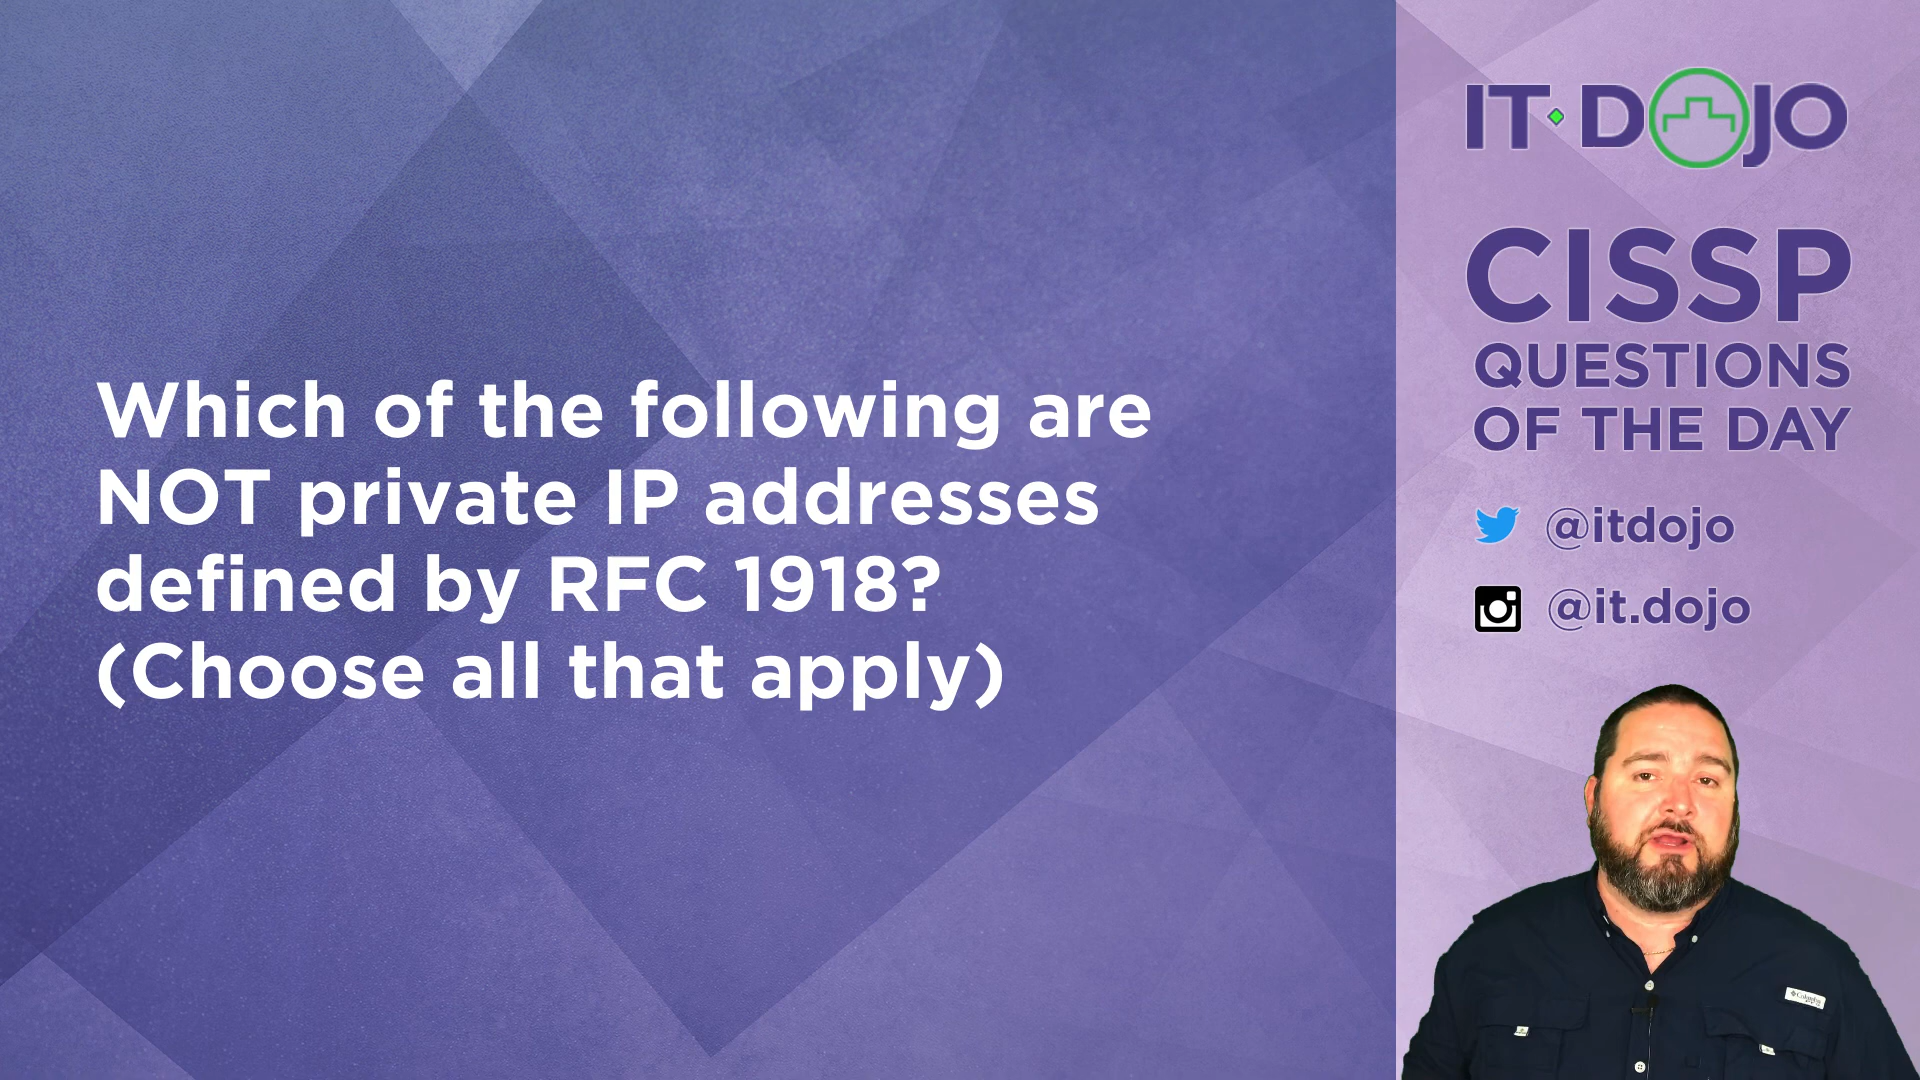 Which of the following are
NOT private IP addresses
defined by RFC 1918?
(Choose all that apply)
IT DOJO
CISSP
QUESTIONS
OF THE DAY
@itdojo
@it.dojo
Columbia